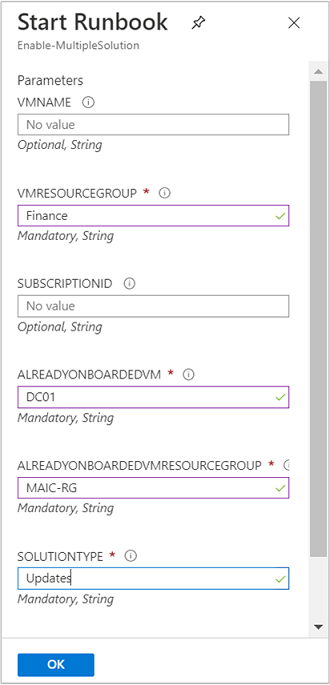 Start Runbook
Enable-MultipleSolution
Parameters
VMNAME
No value
Optional, String
VMRESOURCEGROUP *
Finance
Mandatory, String
SUBSCRIPTIONID
No value
Optional, String
ALREADYONBOARDEDVM *
DC01
Mandatory, String
ALREADYONBOARDEDVMRESOURCEGROUP *
MAIC-RG
Mandatory, String
SOLUTIONTYPE *
Updates
Mandatory, String
OK